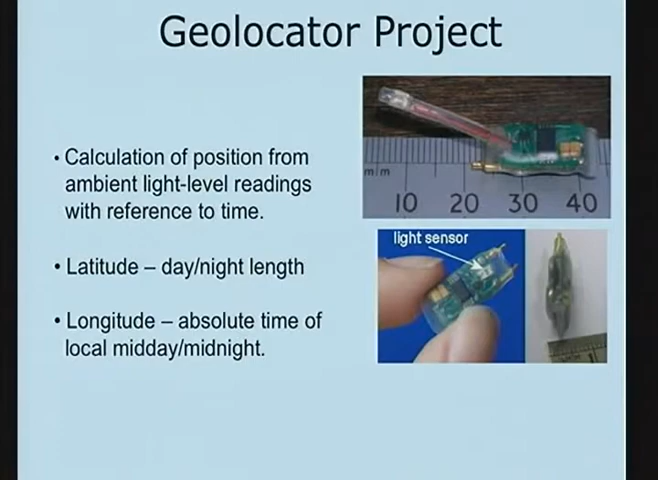 Geolocator Project
• Calculation of position from
ambient light-level readings
with reference to time.
• Latitude – day/night length
• Longitude – absolute time of
local midday/midnight.
m/m 10 20 30 40
light sensor